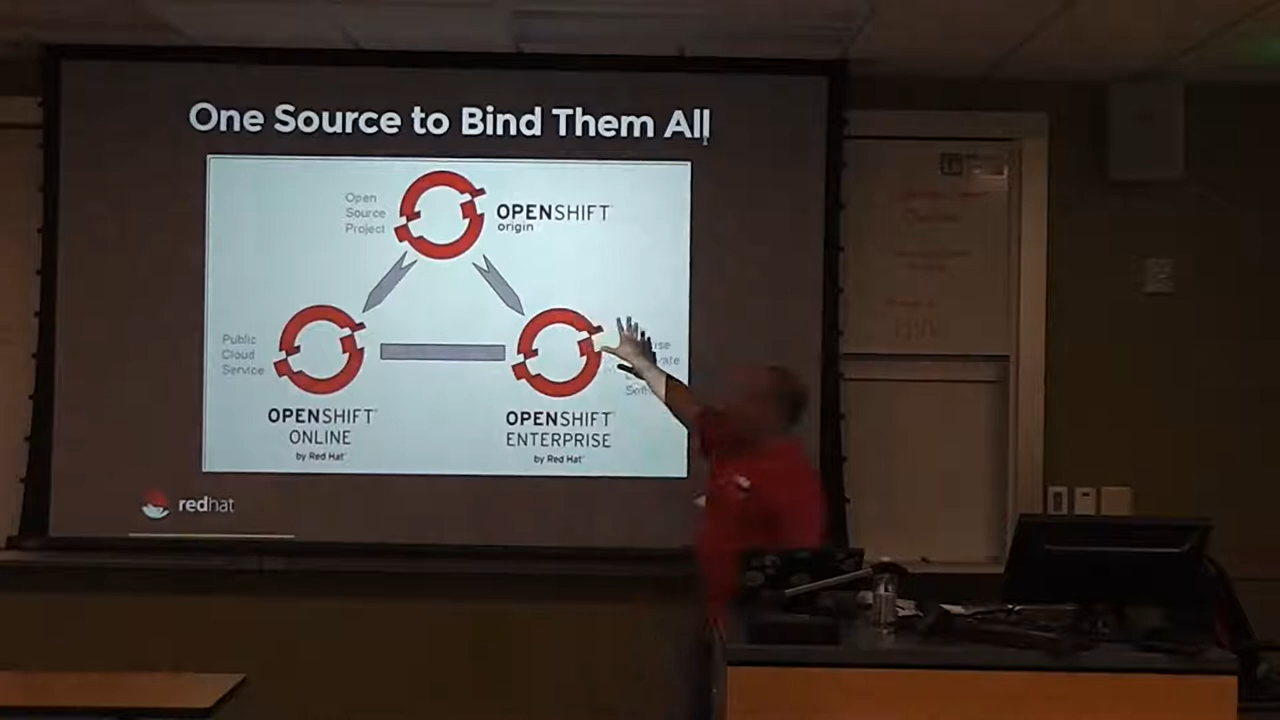 One Source to Bind Them All
Open
Source
Project
OPENSHIFT
origin
Public
Cloud
Service
OPENSHIFT
ONLINE
by Red Hat
OPENSHIFT
ENTERPRISE
by Red Hat
redhat